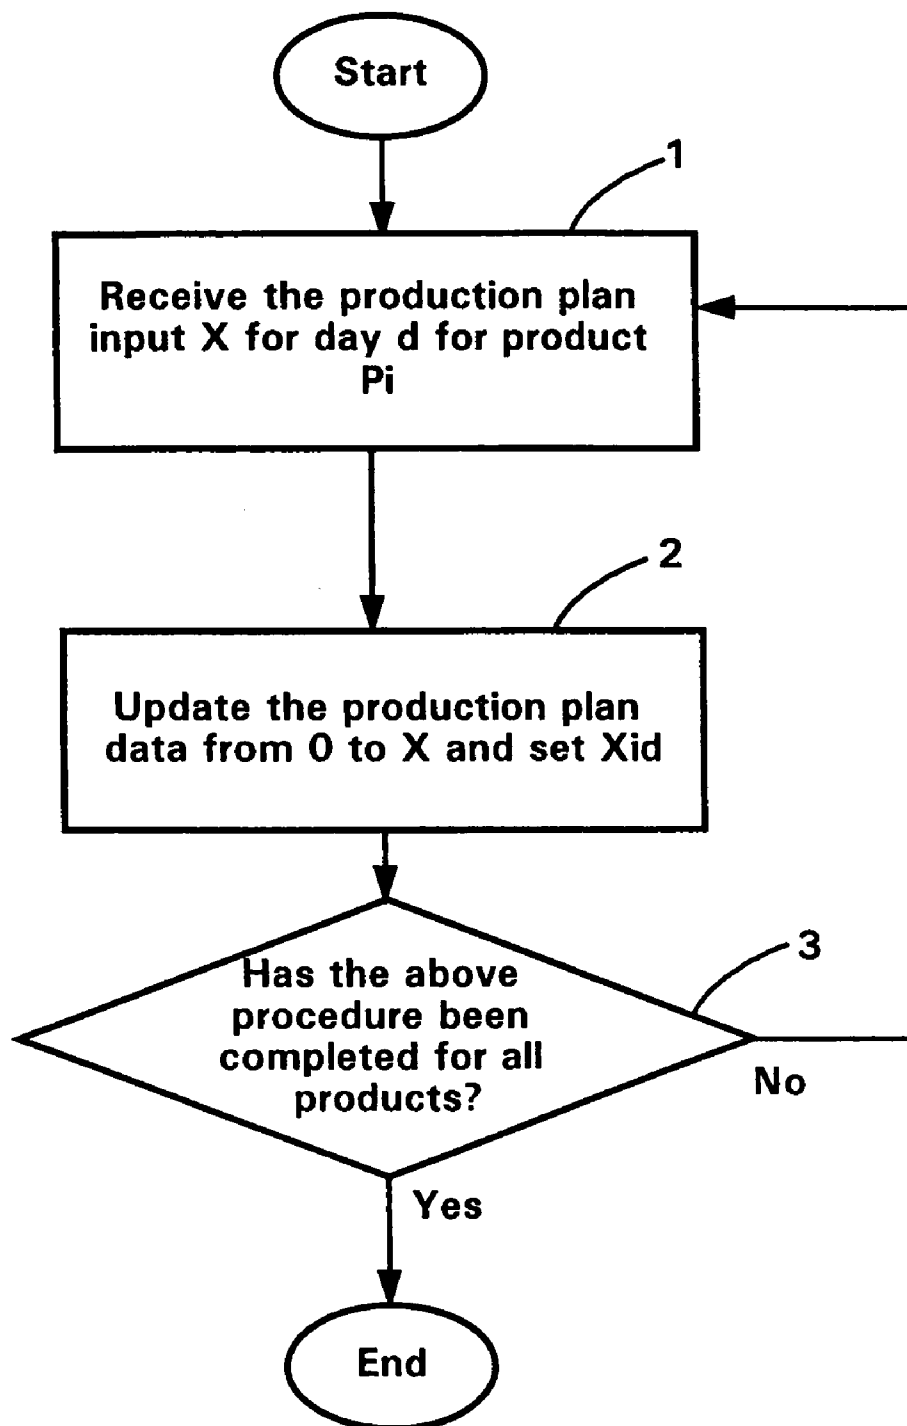 Start
1
Receive the production plan
input X for day d for product
Pi
2
Update the production plan
data from 0 to X and set Xid
3
Has the above
procedure been
completed for all
products?
No
Yes
End